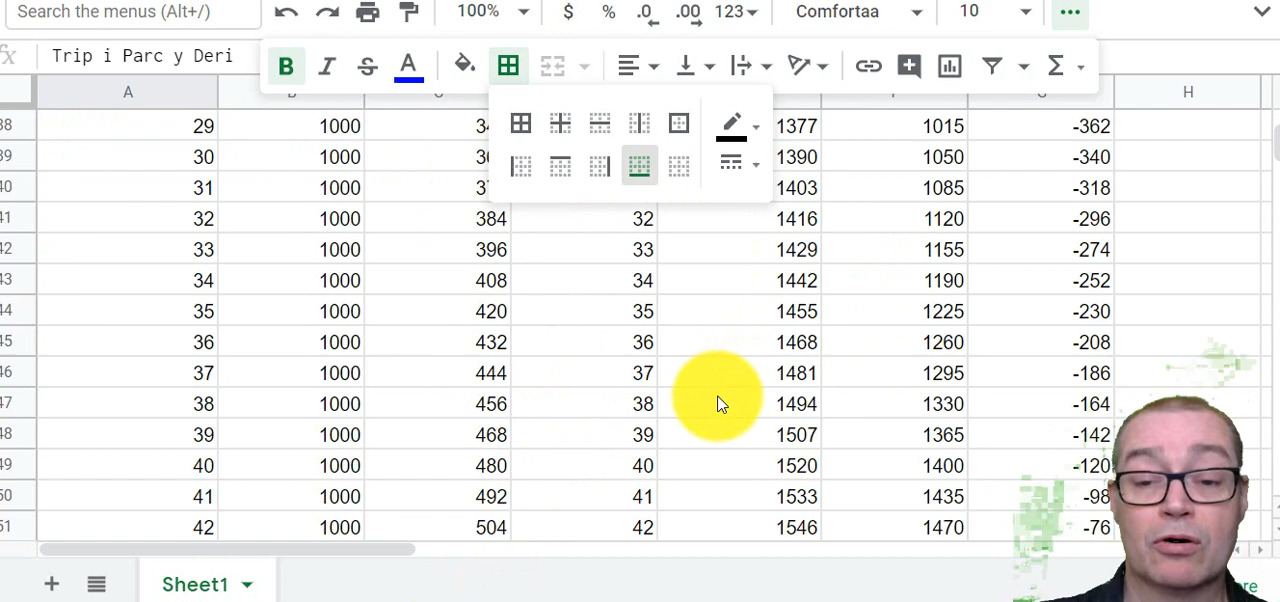 Search the menus (Alt+/) 100% $ % .0 .00 123 Comfortaa 10
fx Trip i Parc y Deri B I S A Σ
A H
38 29 1000 1377 1015 -362
39 30 1000 1390 1050 -340
40 31 1000 1403 1085 -318
41 32 1000 384 32 1416 1120 -296
42 33 1000 396 33 1429 1155 -274
43 34 1000 408 34 1442 1190 -252
44 35 1000 420 35 1455 1225 -230
45 36 1000 432 36 1468 1260 -208
46 37 1000 444 37 1481 1295 -186
47 38 1000 456 38 1494 1330 -164
48 39 1000 468 39 1507 1365 -142
49 40 1000 480 40 1520 1400 -120
50 41 1000 492 41 1533 1435 -98
51 42 1000 504 42 1546 1470 -76
Sheet1